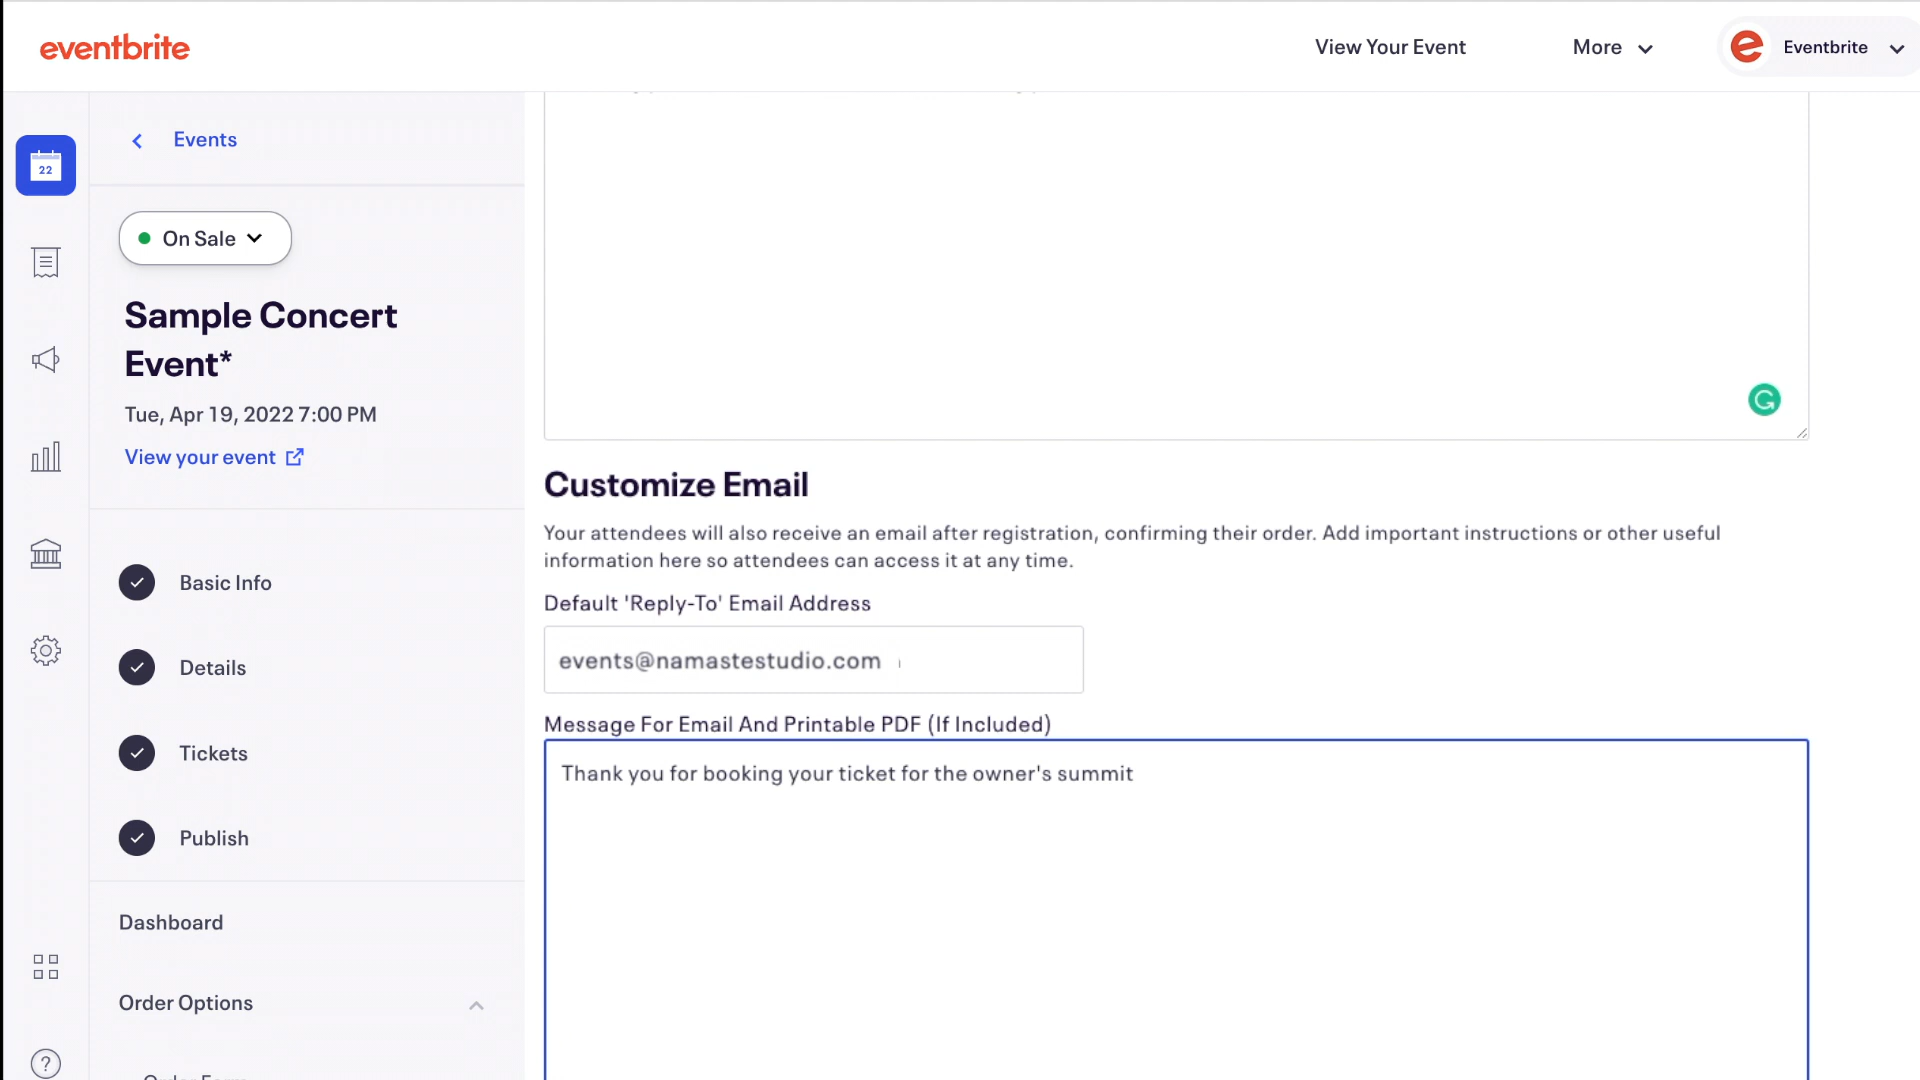 eventbrite
View Your Event
More
Eventbrite
22
Events
On Sale
Sample Concert
Event*
Tue, Apr 19, 2022 7:00 PM
View your event
Basic Info
Details
Tickets
Publish
Dashboard
Order Options
Customize Email
Your attendees will also receive an email after registration, confirming their order. Add important instructions or other useful
information here so attendees can access it at any time.
Default 'Reply-To' Email Address
events@namastestudio.com
Message For Email And Printable PDF (If Included)
Thank you for booking your ticket for the owner's summit